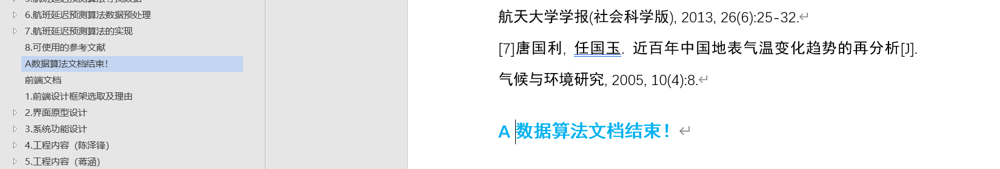 6.航班延迟预测算法数据预处理
7.航班延迟预测算法的实现
8.可使用的参考文献
A数据算法文档结束！
前端文档
1.前端设计框架选取及理由
2.界面原型设计
3.系统功能设计
4.工程内容（陈泽锋）
5.工程内容（蒋涵）
航天大学学报(社会科学版), 2013, 26(6):25-32.↵
[7]唐国利, 任国玉. 近百年中国地表气温变化趋势的再分析[J].
气候与环境研究, 2005, 10(4):8.↵
A 数据算法文档结束！↵